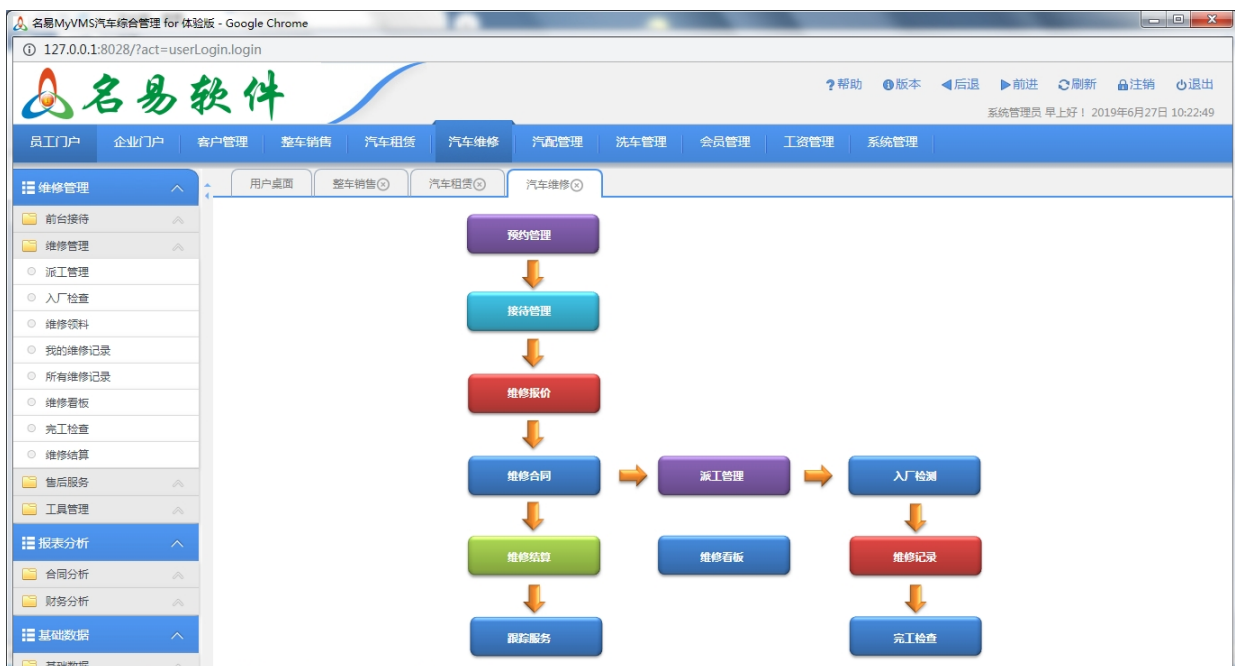 名易MyVMS汽车综合管理 for 体验版 - Google Chrome
127.0.0.1:8028/?act=userLogin.login
名易软件
?帮助 版本 后退 前进 刷新 注销 退出
系统管理员 早上好！ 2019年6月27日 10:22:49
员工门户 企业门户 客户管理 整车销售 汽车租赁 汽车维修 汽配管理 洗车管理 会员管理 工资管理 系统管理
维修管理
用户桌面 整车销售 汽车租赁 汽车维修
前台接待
维修管理
派工管理
入厂检查
维修领料
我的维修记录
所有维修记录
维修看板
完工检查
维修结算
售后服务
工具管理
报表分析
合同分析
财务分析
基础数据
基础数据
预约管理
接待管理
维修报价
维修合同 派工管理 入厂检测
维修结算 维修看板 维修记录
跟踪服务 完工检查